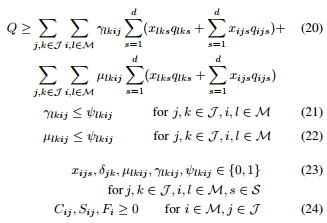 Q ≥ ∑_{j,k∈𝒥} ∑_{i,l∈ℳ} γ_{lkij} ∑_{s=1}^{d} (x_{lks}q_{lks} + ∑_{s=1}^{d} x_{ijs}q_{ijs})+ (20)
∑_{j,k∈𝒥} ∑_{i,l∈ℳ} μ_{lkij} ∑_{s=1}^{d} (x_{lks}q_{lks} + ∑_{s=1}^{d} x_{ijs}q_{ijs})
γ_{lkij} ≤ ψ_{lkij} for j, k ∈ 𝒥, i, l ∈ ℳ (21)
μ_{lkij} ≤ ψ_{lkij} for j, k ∈ 𝒥, i, l ∈ ℳ (22)
x_{ijs}, δ_{jk}, μ_{lkij}, γ_{lkij}, ψ_{lkij} ∈ {0, 1} (23)
for j, k ∈ 𝒥, i, l ∈ ℳ, s ∈ 𝒮
C_{ij}, S_{ij}, F_i ≥ 0 for i ∈ ℳ, j ∈ 𝒥 (24)